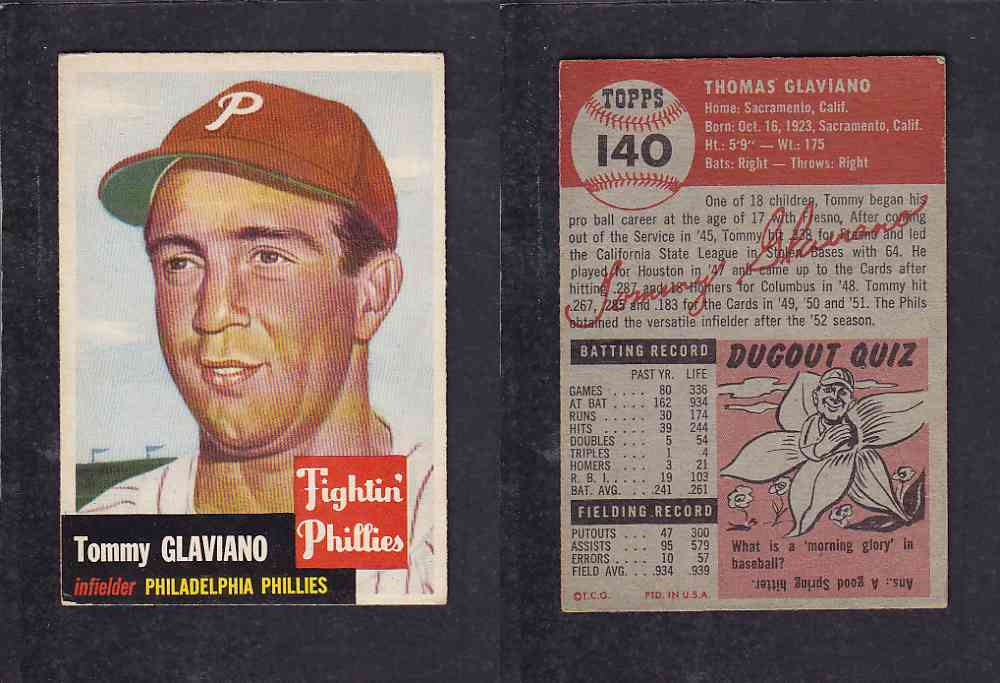 P
Fightin'
Phillies
Tommy GLAVIANO
infielder PHILADELPHIA PHILLIES
TOPPS
140
THOMAS GLAVIANO
Home: Sacramento, Calif.
Born: Oct. 16, 1923, Sacramento, Calif.
Ht.: 5'9" — Wt.: 175
Bats: Right — Throws: Right
One of 18 children, Tommy began his
pro ball career at the age of 17 with Fresno. After coming
out of the Service in '45, Tommy hit .338 for Fresno and led
the California State League in Stolen Bases with 64. He
played for Houston in '47 and came up to the Cards after
hitting .287 and 18 Homers for Columbus in '48. Tommy hit
.267, .285 and .183 for the Cards in '49, '50 and '51. The Phils
obtained the versatile infielder after the '52 season.
Tommy Glaviano
BATTING RECORD
PAST YR. LIFE
GAMES . . . . 80 336
AT BAT . . . . 162 934
RUNS . . . . 30 174
HITS . . . . 39 244
DOUBLES . . . 5 54
TRIPLES . . . 1 4
HOMERS . . . 3 21
R. B. I. . . . . 19 103
BAT. AVG. . . .241 .261
FIELDING RECORD
PUTOUTS . . . 47 300
ASSISTS . . . 95 579
ERRORS . . . . 10 57
FIELD AVG. . . .934 .939
©T.C.G. PTD. IN U.S.A.
DUGOUT QUIZ
What is a 'morning glory' in
baseball?
Ans.: A good Spring hitter.